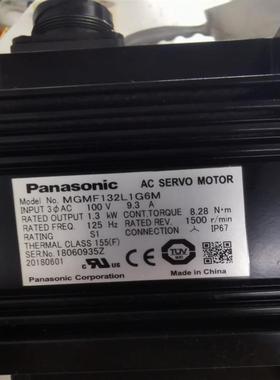 Panasonic AC SERVO MOTOR
Model No. MGMF132L1G6M
INPUT 3ϕAC 100 V 9.3 A
RATED OUTPUT 1.3 kW CONT.TORQUE 8.28 N·m
RATED FREQ. 125 Hz RATED REV. 1500 r/min
RATING S1 CONNECTION IP67
THERMAL CLASS 155(F)
SER.No. 18060935Z
20180601
Panasonic Corporation
Made in China